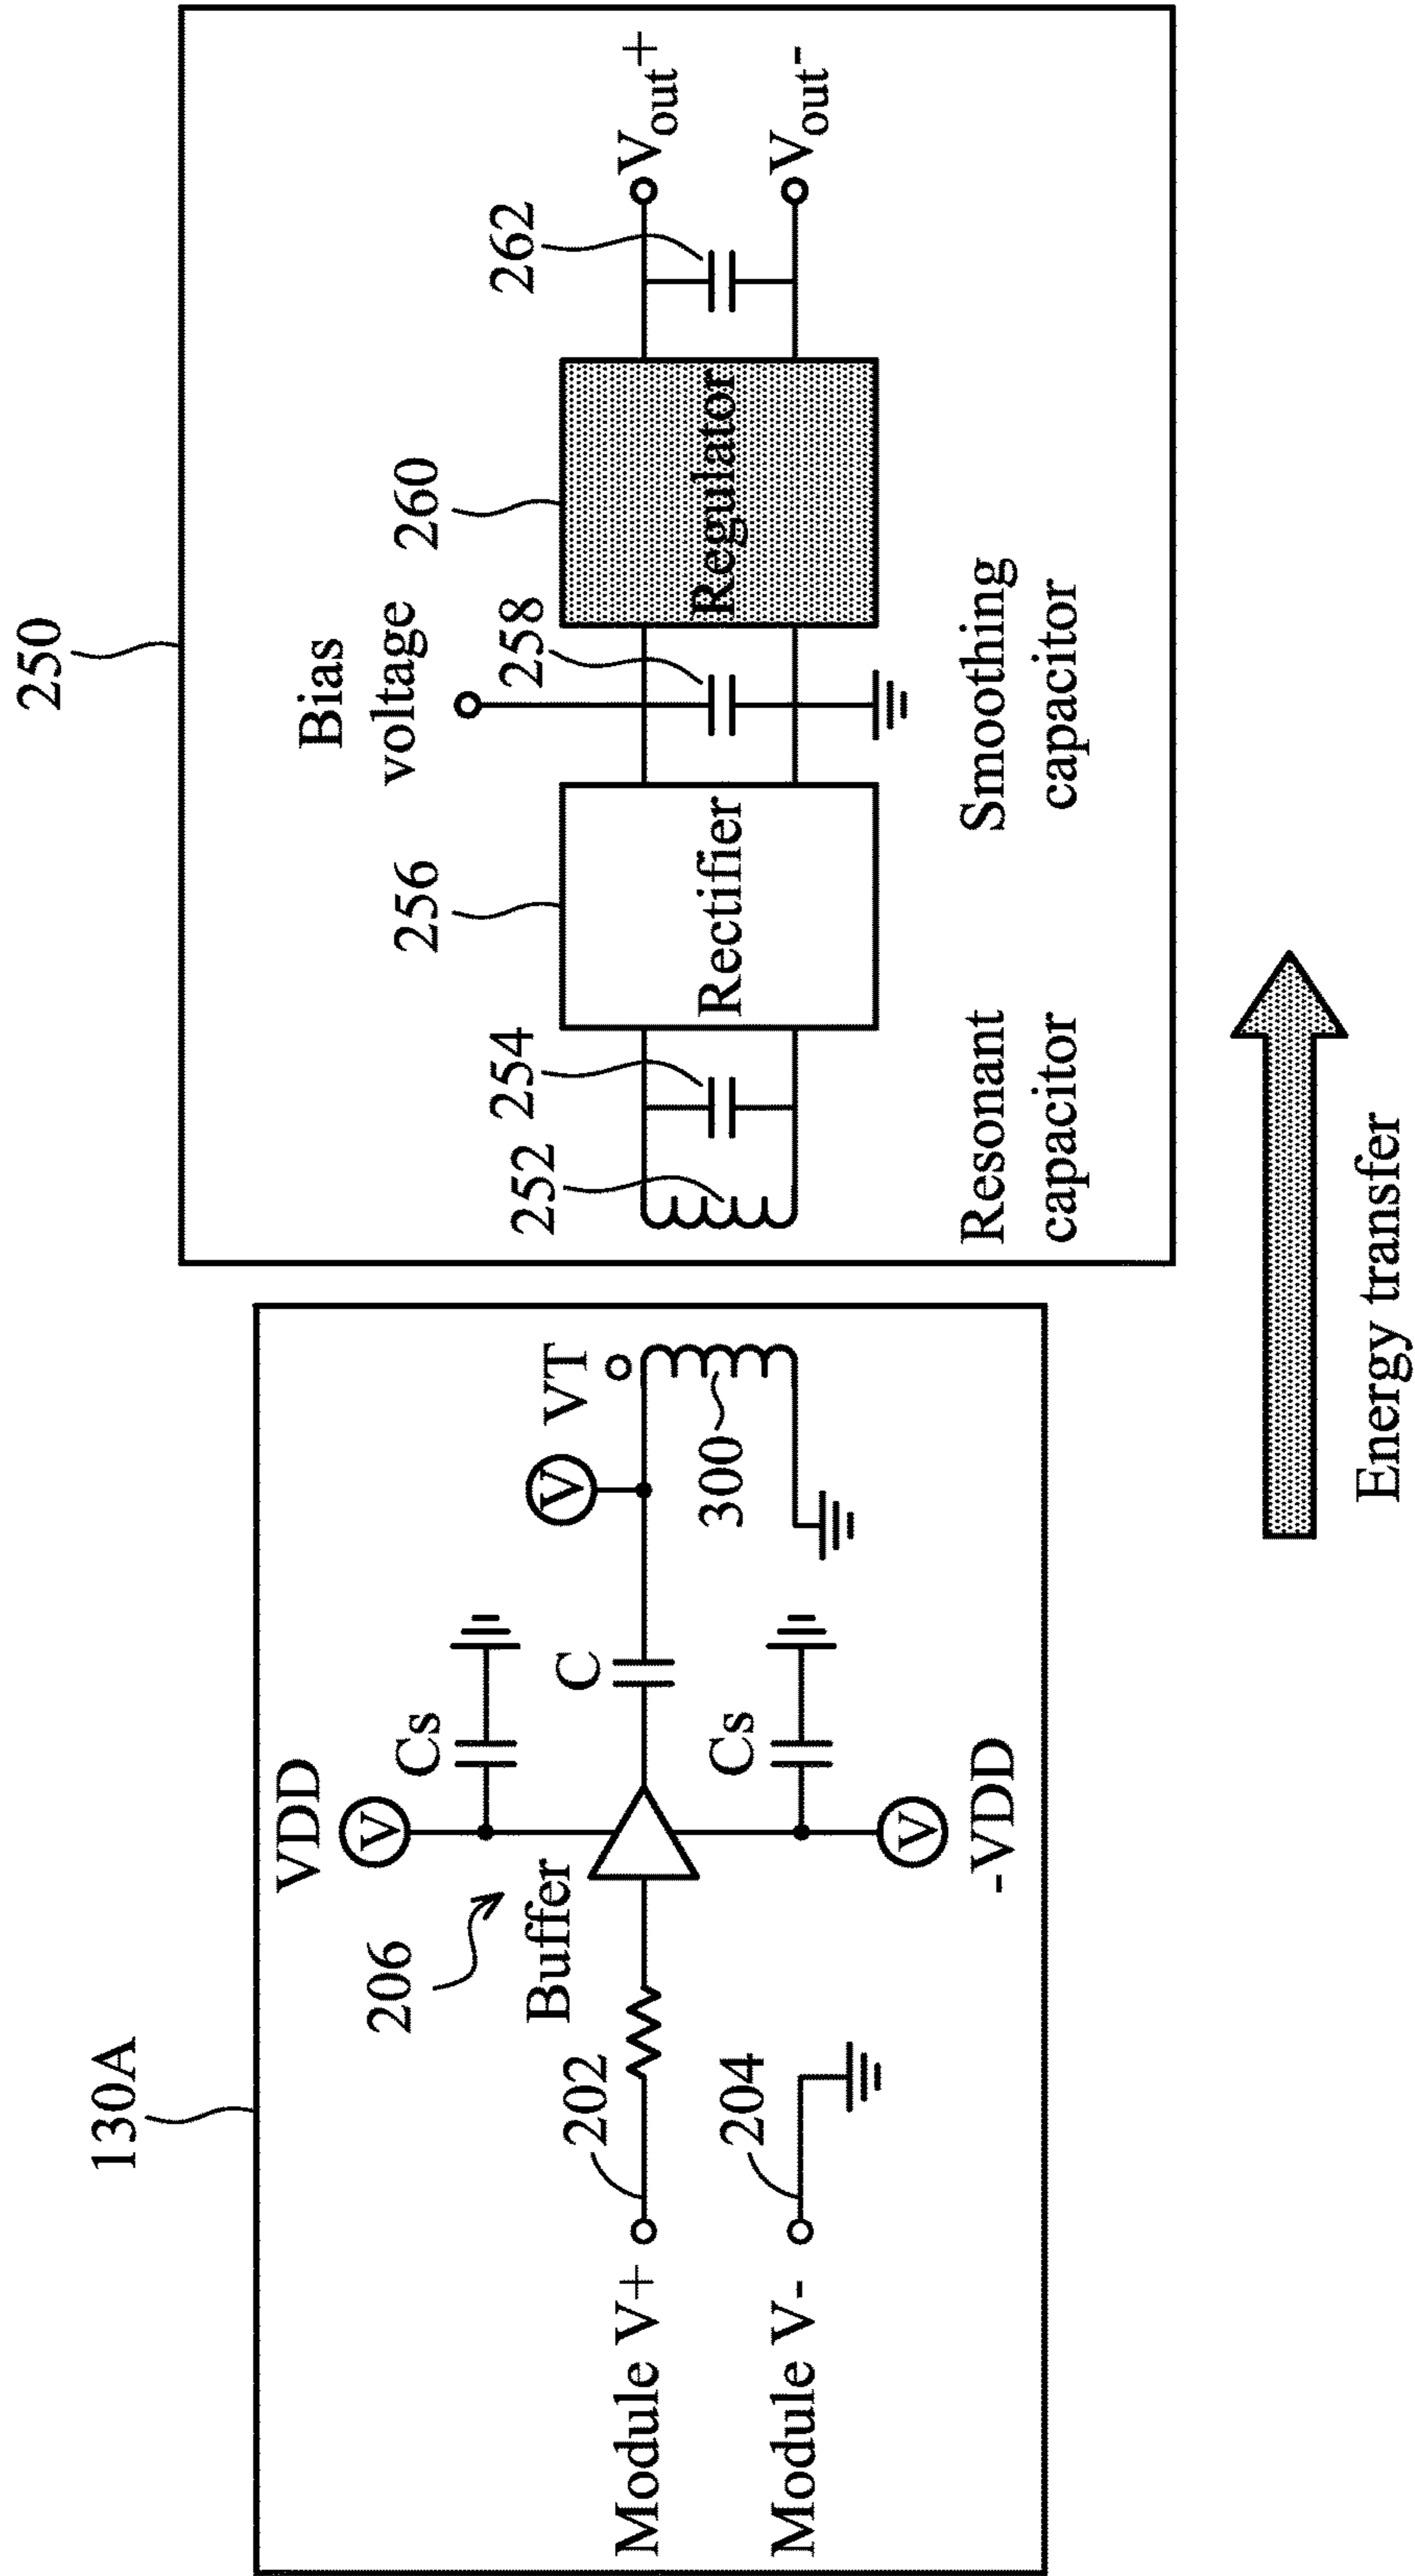 130A
250
VDD
V
Cs
206
Buffer
C
V
VT
202
Module V+
300
204
Module V-
Cs
V
-VDD
Bias
voltage
256
260
262
258
254
252
Rectifier
Regulator
Vout+
Vout-
Resonant
capacitor
Smoothing
capacitor
Energy transfer